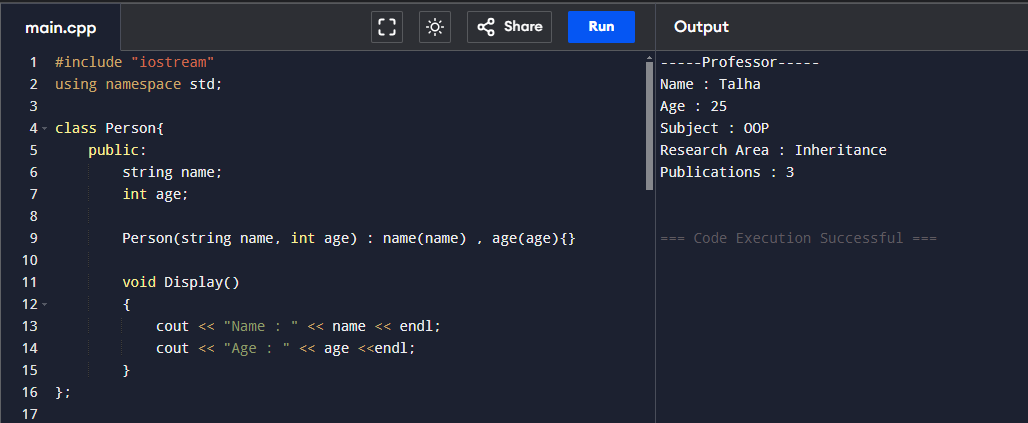 main.cpp
Share
Run
Output
1 #include "iostream"
2 using namespace std;
3
4 class Person{
5 public:
6 string name;
7 int age;
8
9 Person(string name, int age) : name(name) , age(age){}
10
11 void Display()
12 {
13 cout << "Name : " << name << endl;
14 cout << "Age : " << age <<endl;
15 }
16 };
17
-----Professor-----
Name : Talha
Age : 25
Subject : OOP
Research Area : Inheritance
Publications : 3
=== Code Execution Successful ===